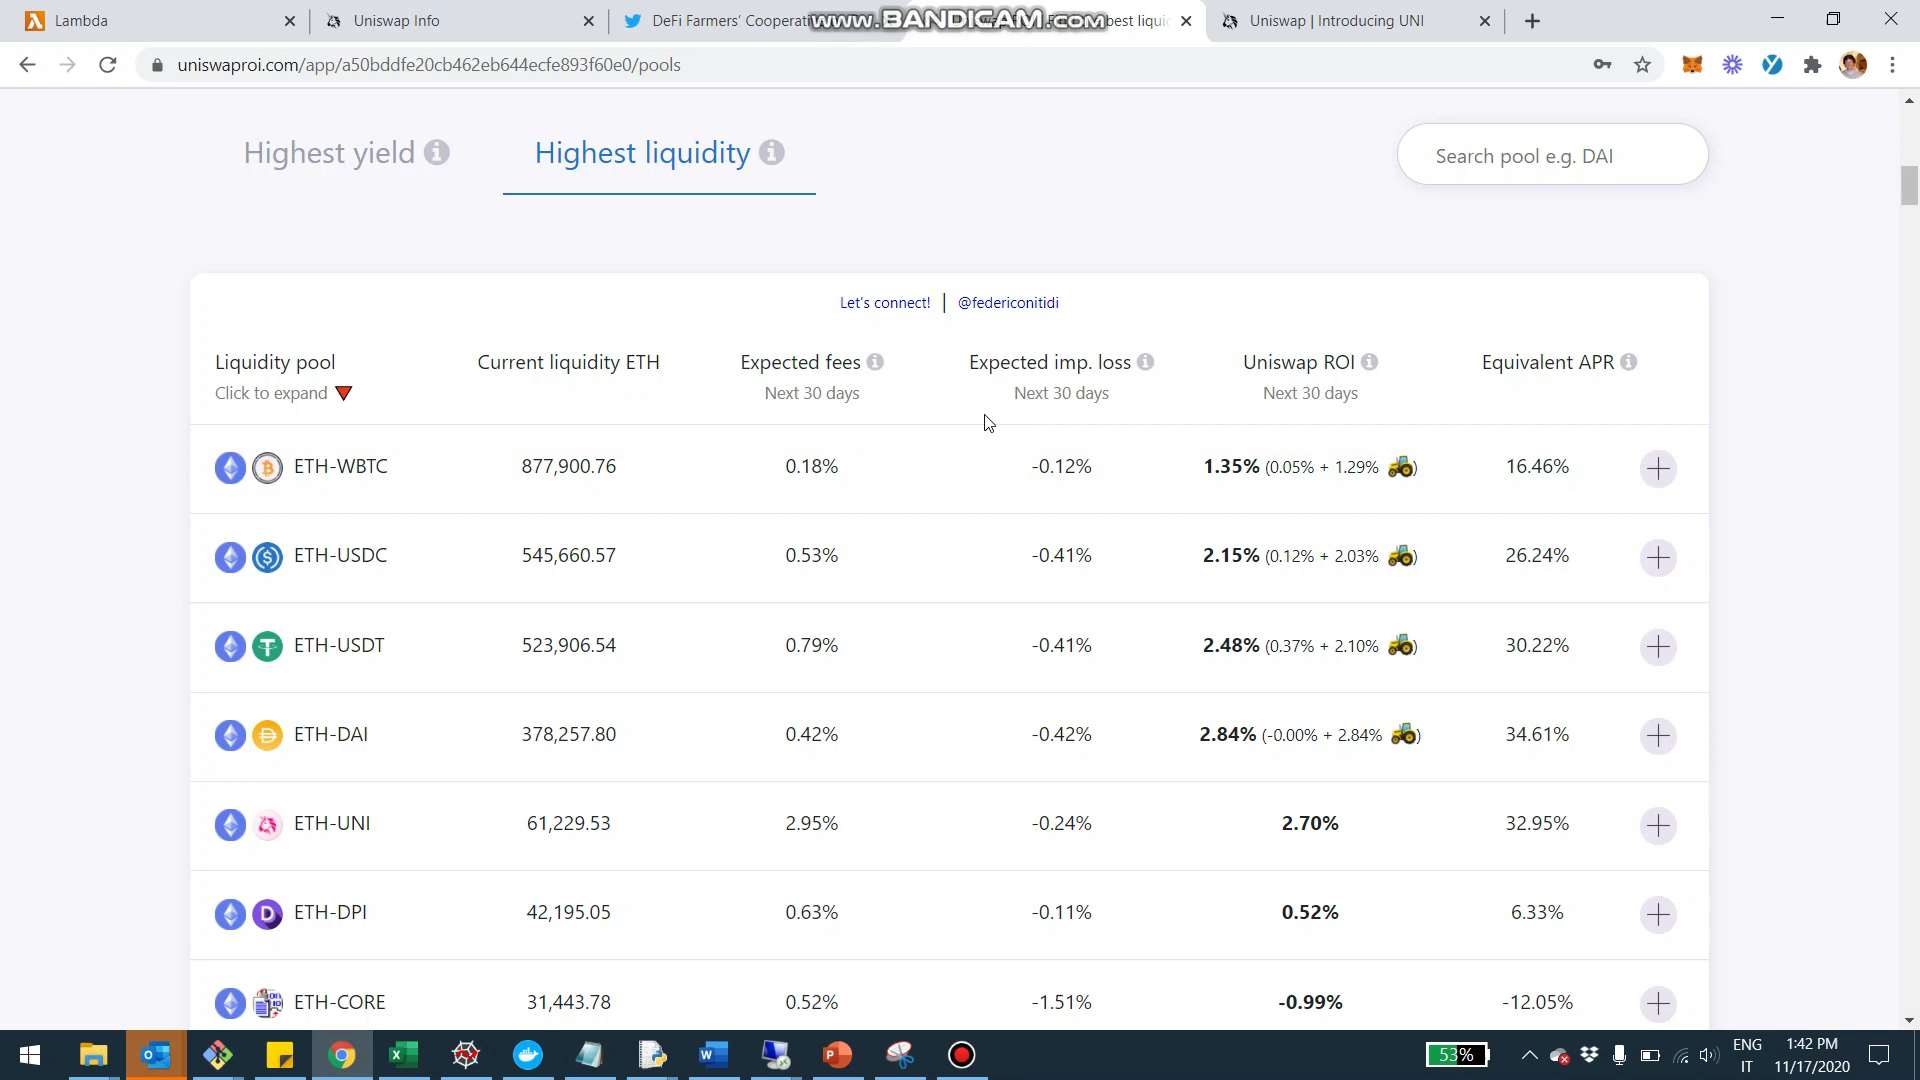 Lambda
Uniswap Info
DeFi Farmers' Cooperati
www.BANDICAM.com
best liquic
Uniswap | Introducing UNI
uniswaproi.com/app/a50bddfe20cb462eb644ecfe893f60e0/pools
Highest yield
Highest liquidity
Search pool e.g. DAI
Let's connect! | @federiconitidi
Liquidity pool Current liquidity ETH Expected fees Expected imp. loss Uniswap ROI Equivalent APR
Click to expand Next 30 days Next 30 days Next 30 days
ETH-WBTC 877,900.76 0.18% -0.12% 1.35% (0.05% + 1.29% ) 16.46%
ETH-USDC 545,660.57 0.53% -0.41% 2.15% (0.12% + 2.03% ) 26.24%
ETH-USDT 523,906.54 0.79% -0.41% 2.48% (0.37% + 2.10% ) 30.22%
ETH-DAI 378,257.80 0.42% -0.42% 2.84% (-0.00% + 2.84% ) 34.61%
ETH-UNI 61,229.53 2.95% -0.24% 2.70% 32.95%
ETH-DPI 42,195.05 0.63% -0.11% 0.52% 6.33%
ETH-CORE 31,443.78 0.52% -1.51% -0.99% -12.05%
53%
ENG
IT
1:42 PM
11/17/2020